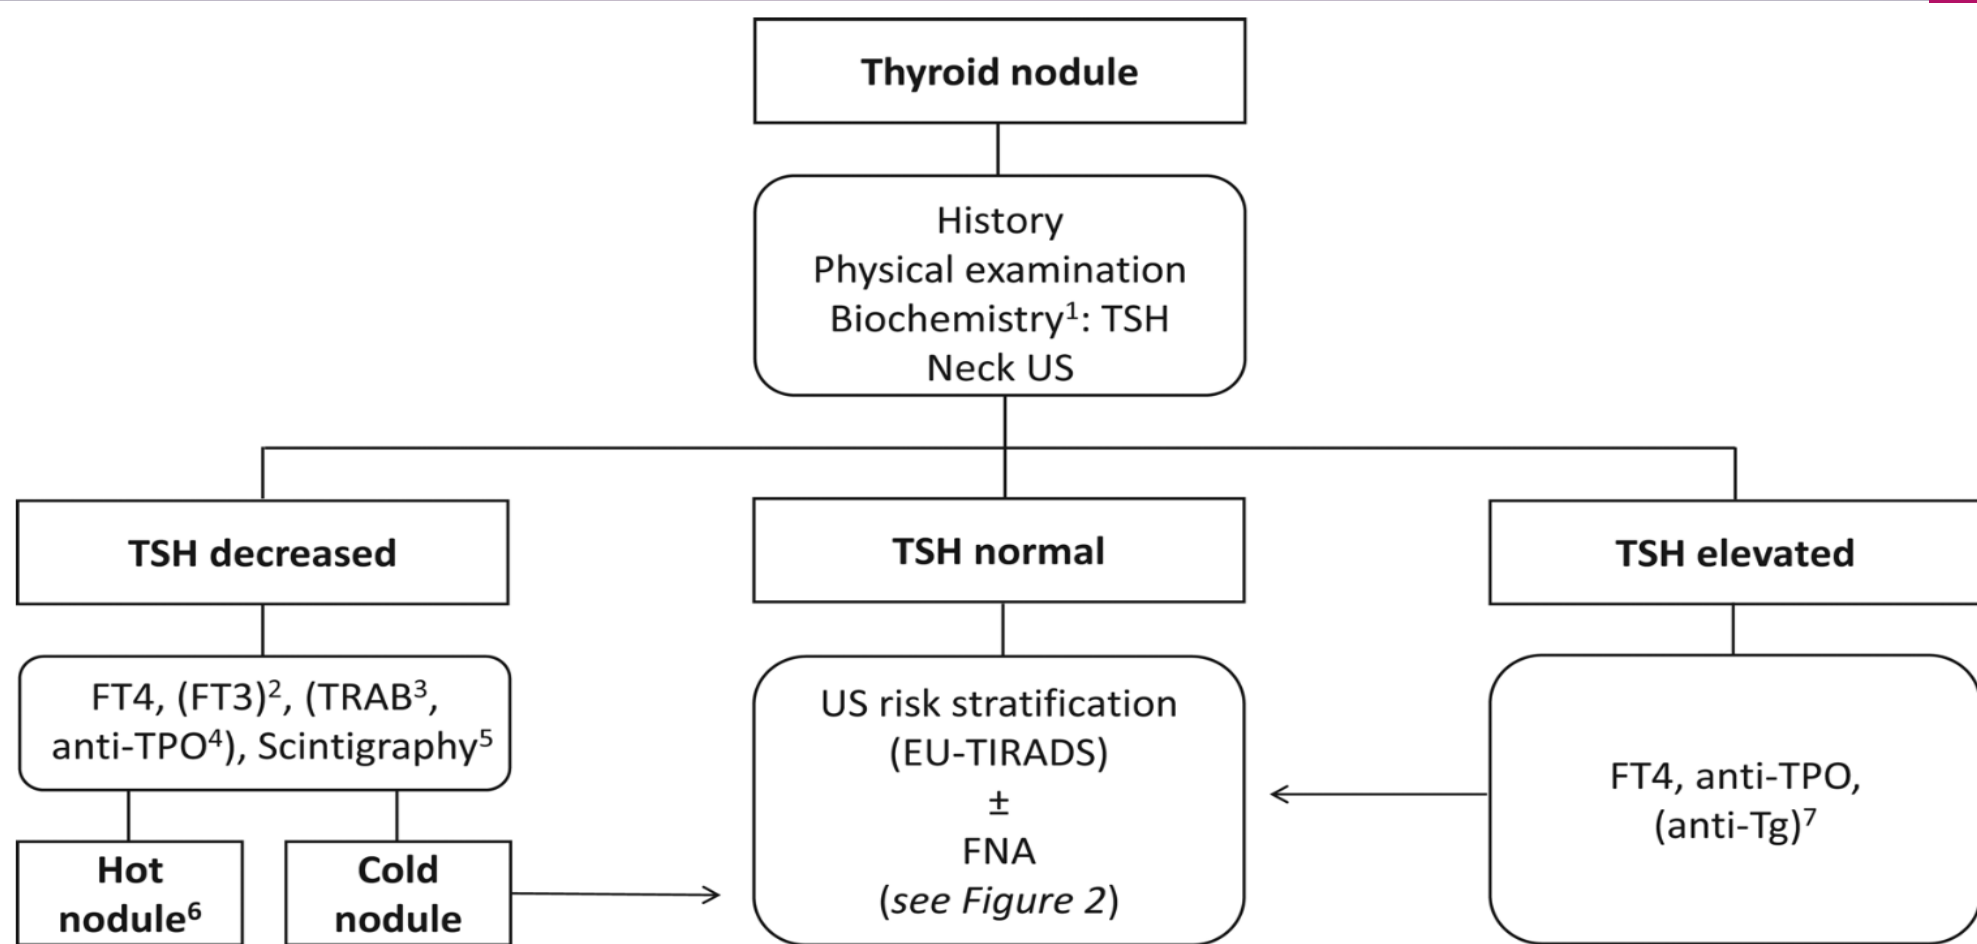 Thyroid nodule
History
Physical examination
Biochemistry¹: TSH
Neck US
TSH decreased
TSH normal
TSH elevated
FT4, (FT3)², (TRAB³,
anti-TPO⁴), Scintigraphy⁵
US risk stratification
(EU-TIRADS)
±
FNA
(see Figure 2)
FT4, anti-TPO,
(anti-Tg)⁷
Hot
nodule⁶
Cold
nodule